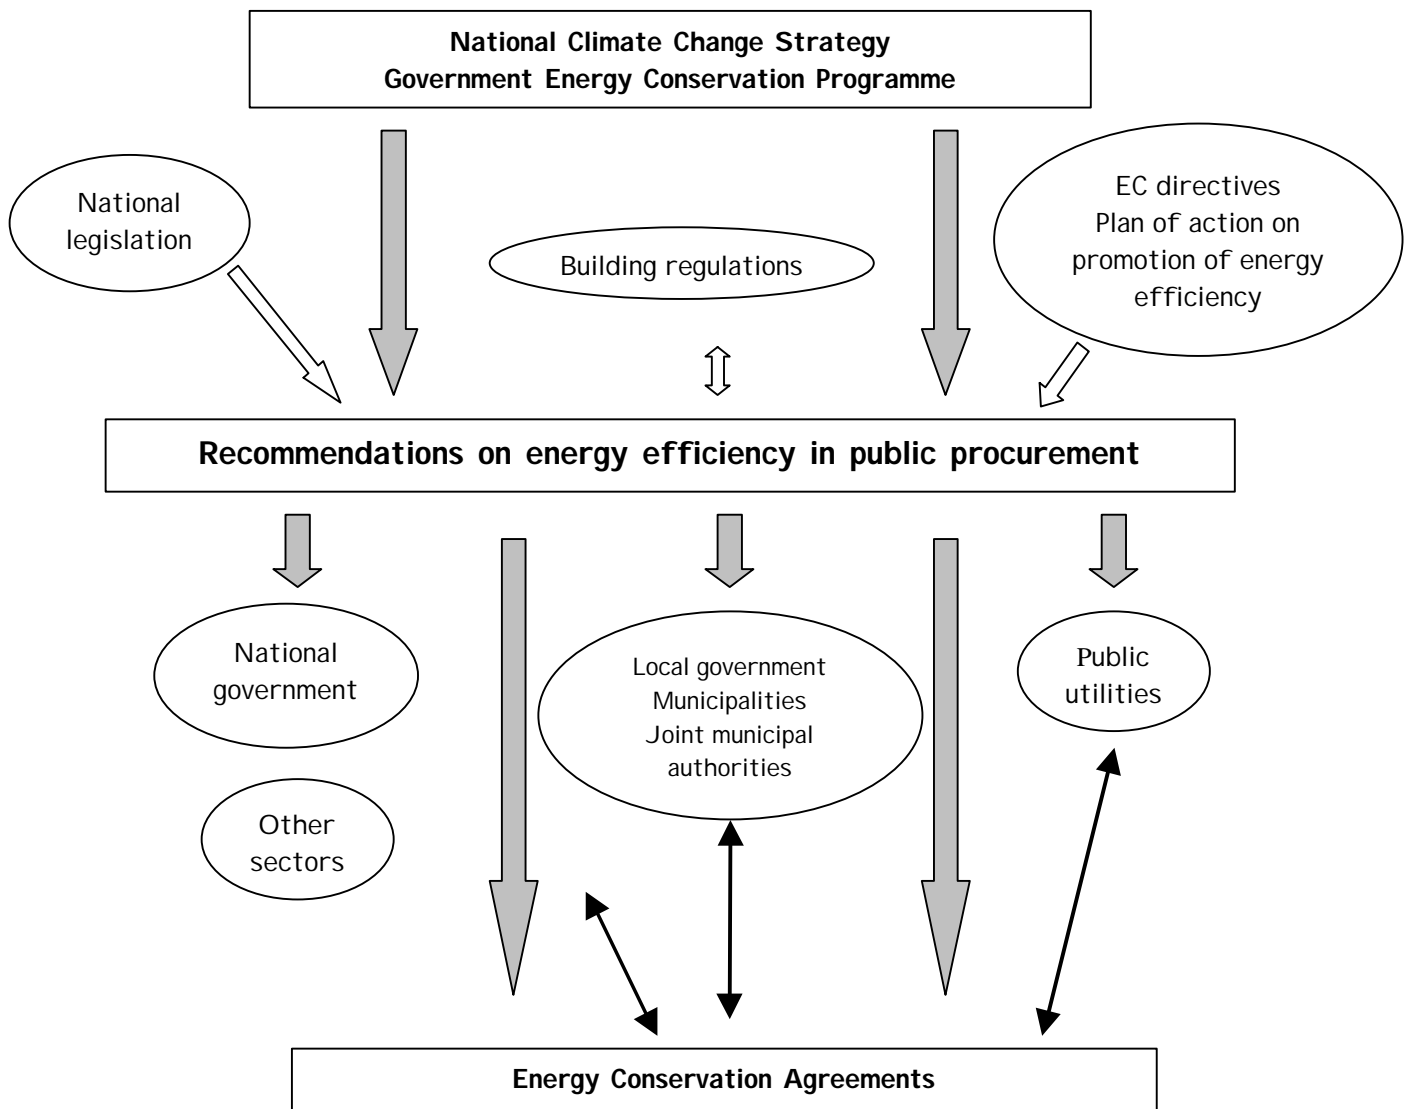 National Climate Change Strategy
Government Energy Conservation Programme
National
legislation
Building regulations
EC directives
Plan of action on
promotion of energy
efficiency
Recommendations on energy efficiency in public procurement
National
government
Local government
Municipalities
Joint municipal
authorities
Public
utilities
Other
sectors
Energy Conservation Agreements